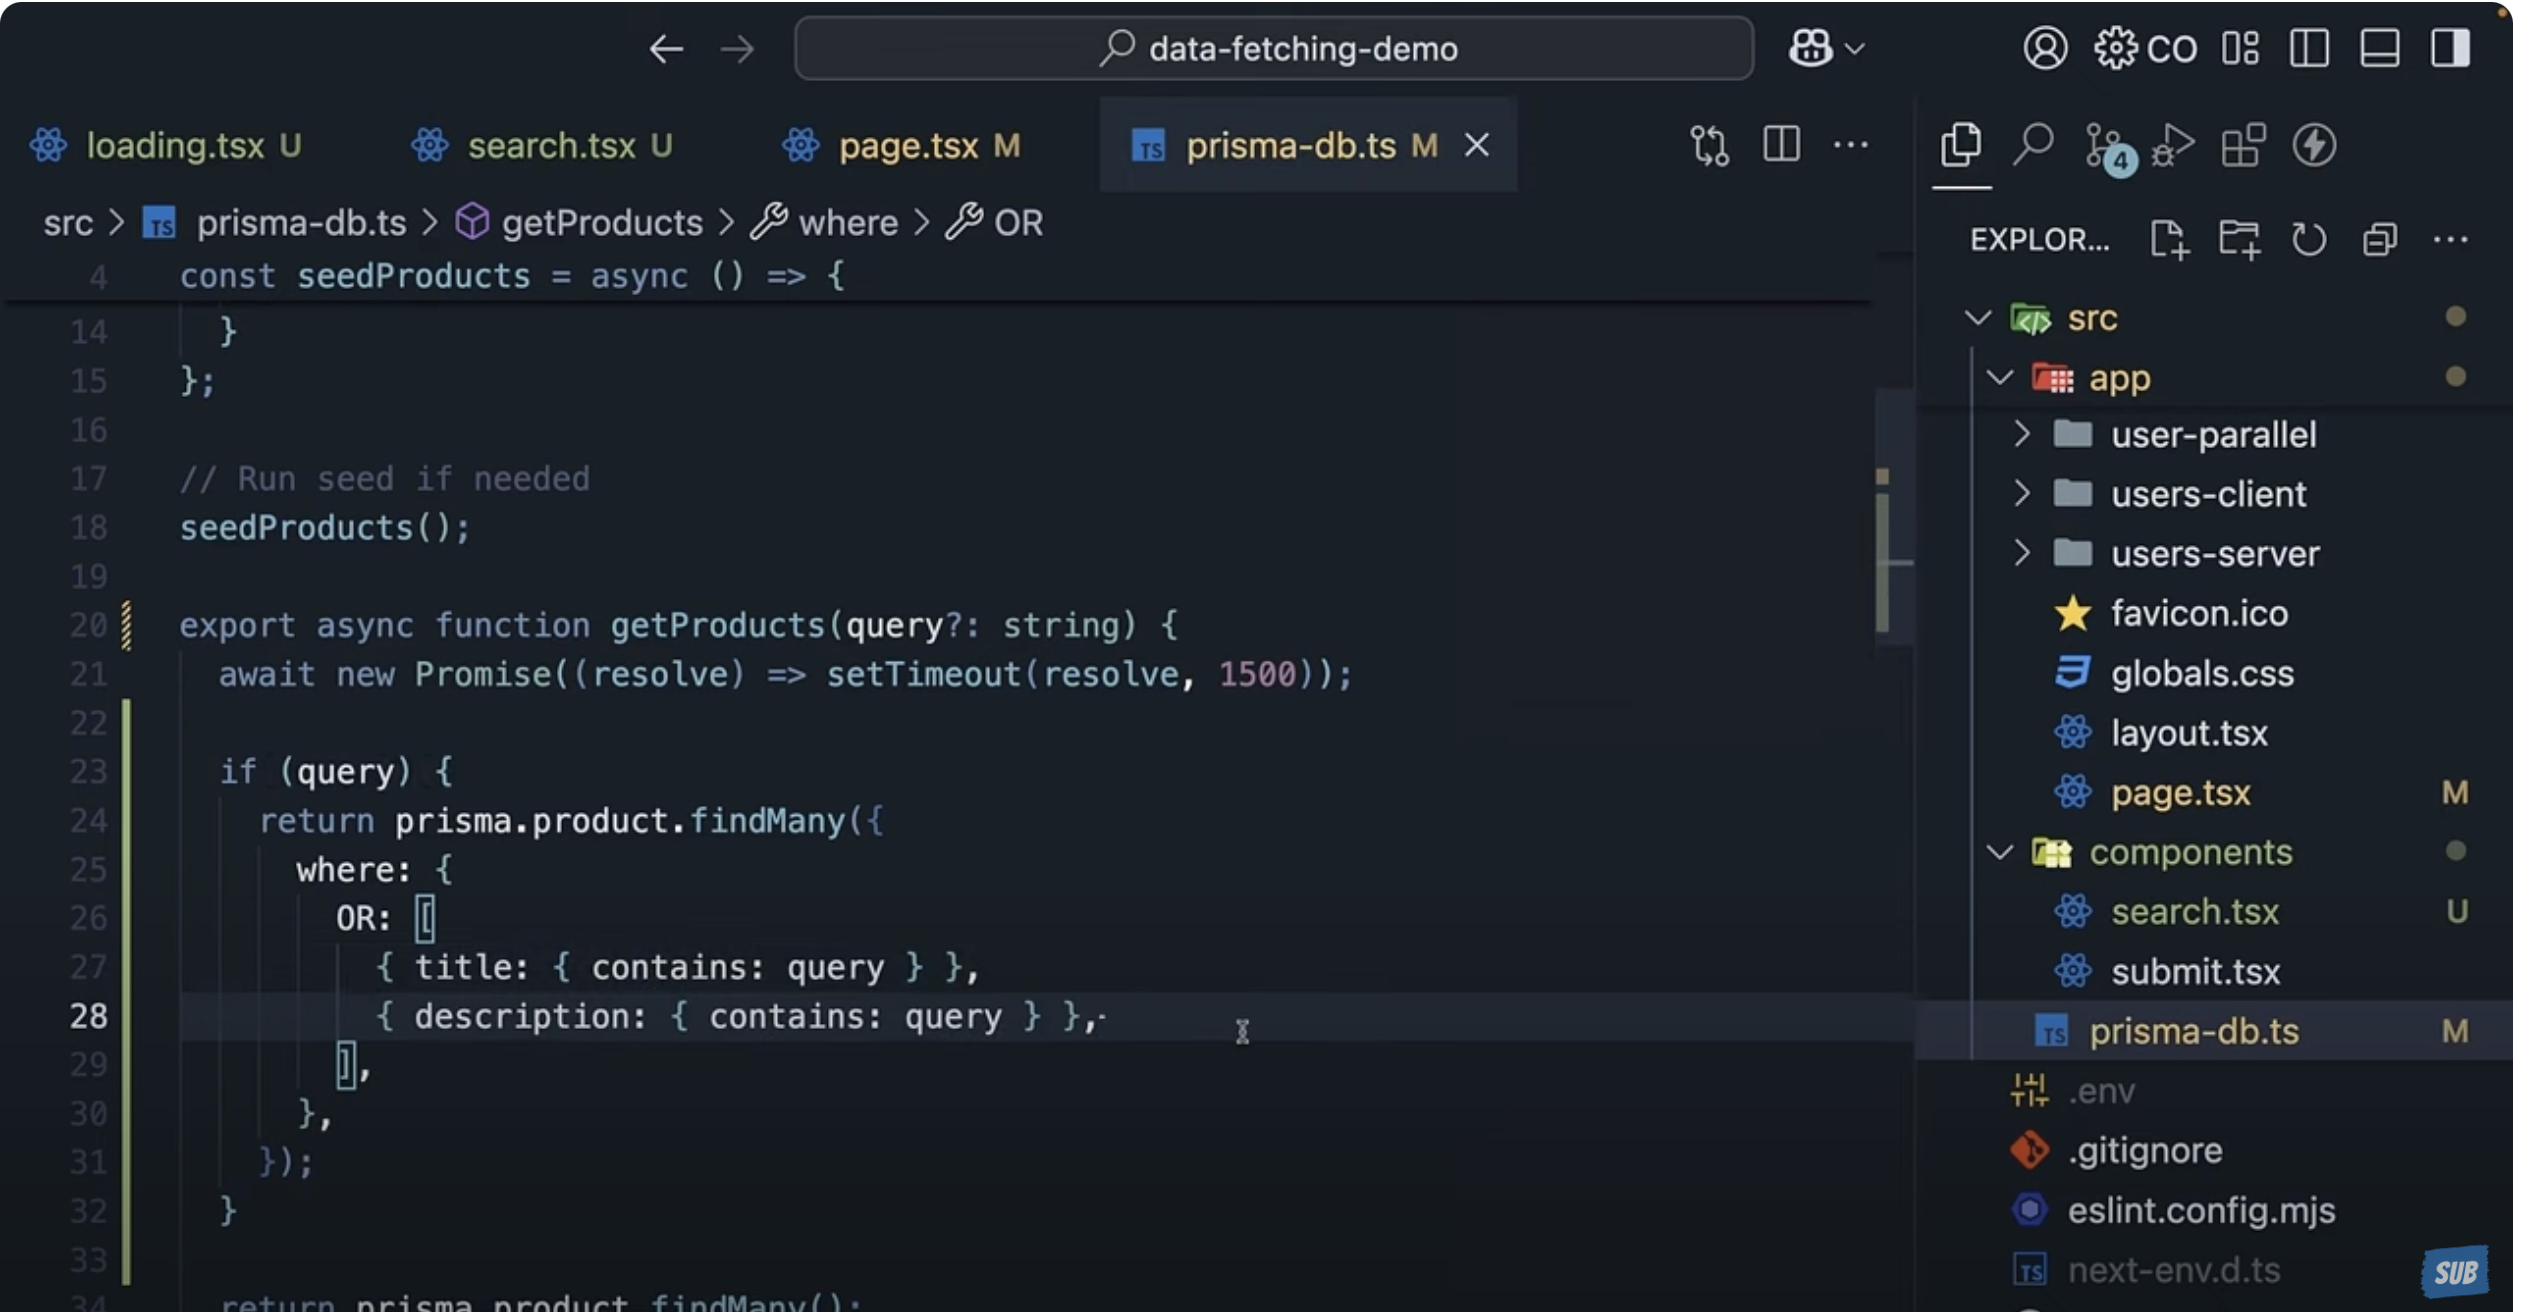 data-fetching-demo
CO
loading.tsx U
search.tsx U
page.tsx M
TS prisma-db.ts M
4
src > TS prisma-db.ts > getProducts > where > OR
EXPLOR...
4 const seedProducts = async () => {
14 }
15 };
16
17 // Run seed if needed
18 seedProducts();
19
20 export async function getProducts(query?: string) {
21 await new Promise((resolve) => setTimeout(resolve, 1500));
22
23 if (query) {
24 return prisma.product.findMany({
25 where: {
26 OR: [
27 { title: { contains: query } },
28 { description: { contains: query } },
29 ],
30 },
31 });
32 }
33
34 return prisma.product.findMany();
src
app
user-parallel
users-client
users-server
favicon.ico
globals.css
layout.tsx
page.tsx M
components
search.tsx U
submit.tsx
TS prisma-db.ts M
.env
.gitignore
eslint.config.mjs
TS next-env.d.ts
SUB